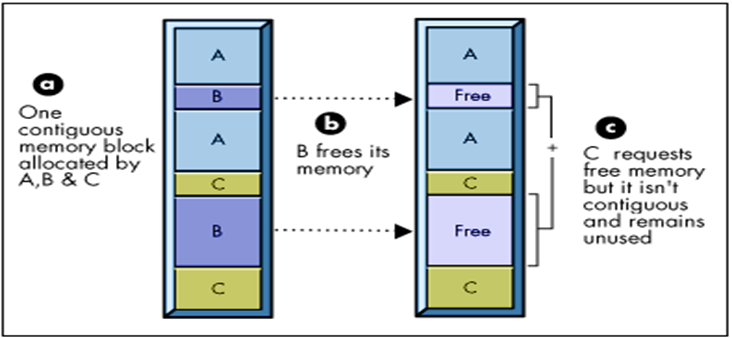 a
One
contiguous
memory block
allocated by
A,B & C
A
B
A
C
B
C
b
B frees its
memory
A
Free
A
C
Free
C
+
c
C requests
free memory
but it isn't
contiguous
and remains
unused